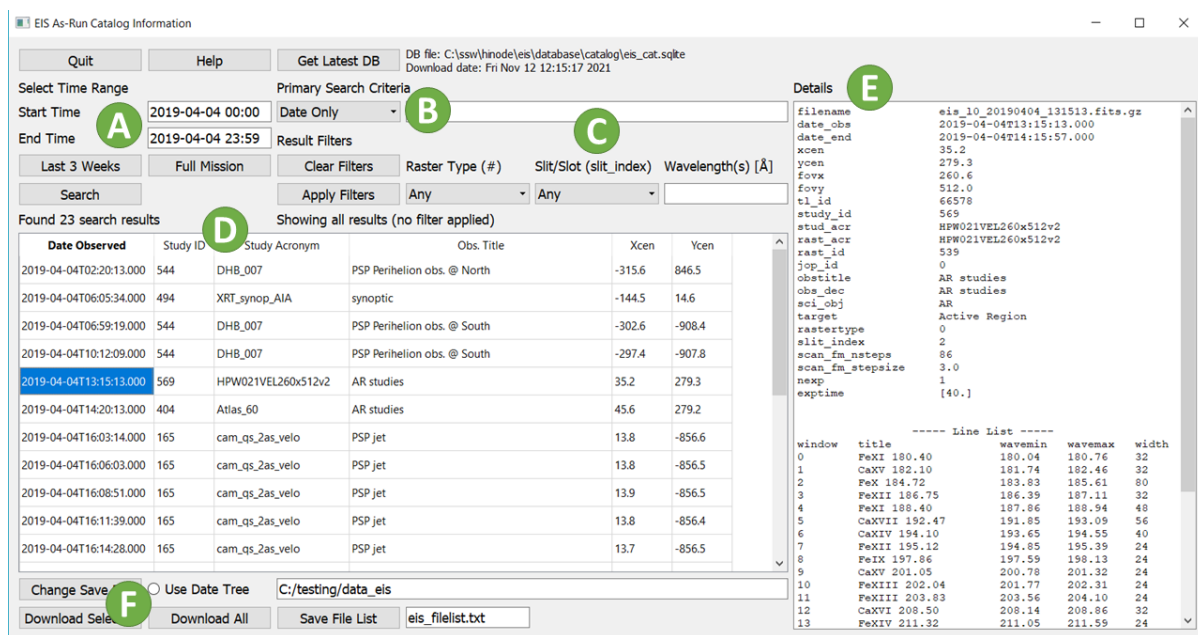 EIS As-Run Catalog Information
Quit Help Get Latest DB
DB file: C:\ssw\hinode\eis\database\catalog\eis_cat.sqlite
Download date: Fri Nov 12 12:15:17 2021
Select Time Range Primary Search Criteria
Start Time 2019-04-04 00:00 Date Only
A
B
C
End Time 2019-04-04 23:59 Result Filters
Last 3 Weeks Full Mission Clear Filters Raster Type (#) Slit/Slot (slit_index) Wavelength(s) [Å]
Search Apply Filters Any Any
Found 23 search results Showing all results (no filter applied)
D
Date Observed Study ID Study Acronym Obs. Title Xcen Ycen
2019-04-04T02:20:13.000 544 DHB_007 PSP Perihelion obs. @ North -315.6 846.5
2019-04-04T06:05:34.000 494 XRT_synop_AIA synoptic -144.5 14.6
2019-04-04T06:59:19.000 544 DHB_007 PSP Perihelion obs. @ South -302.6 -908.4
2019-04-04T10:12:09.000 544 DHB_007 PSP Perihelion obs. @ South -297.4 -907.8
2019-04-04T13:15:13.000 569 HPW021VEL260x512v2 AR studies 35.2 279.3
2019-04-04T14:20:13.000 404 Atlas_60 AR studies 45.6 279.2
2019-04-04T16:03:14.000 165 cam_qs_2as_velo PSP jet 13.8 -856.6
2019-04-04T16:06:03.000 165 cam_qs_2as_velo PSP jet 13.8 -856.5
2019-04-04T16:08:51.000 165 cam_qs_2as_velo PSP jet 13.9 -856.5
2019-04-04T16:11:39.000 165 cam_qs_2as_velo PSP jet 13.8 -856.4
2019-04-04T16:14:28.000 165 cam_qs_2as_velo PSP jet 13.7 -856.5
Change Save Use Date Tree C:/testing/data_eis
F
Download Download All Save File List eis_filelist.txt
Details E
filename eis_10_20190404_131513.fits.gz
date_obs 2019-04-04T13:15:13.000
date_end 2019-04-04T14:15:57.000
xcen 35.2
ycen 279.3
fovx 260.6
fovy 512.0
tl_id 66578
study_id 569
stud_acr HPW021VEL260x512v2
rast_acr HPW021VEL260x512v2
rast_id 539
jop_id 0
obstitle AR studies
obs_dec AR studies
sci_obj AR
target Active Region
rastertype 0
slit_index 2
scan_fm_nsteps 86
scan_fm_stepsize 3.0
nexp 1
exptime [40.]
----- Line List -----
window title wavemin wavemax width
0 FeXI 180.40 180.04 180.76 32
1 CaXV 182.10 181.74 182.46 32
2 FeX 184.72 183.83 185.61 80
3 FeXII 186.75 186.39 187.11 32
4 FeXI 188.40 187.86 188.94 48
5 CaXVII 192.47 191.85 193.09 56
6 CaXIV 194.10 193.65 194.55 40
7 FeXII 195.12 194.85 195.39 24
8 FeIX 197.86 197.59 198.13 24
9 CaXV 201.05 200.78 201.32 24
10 FeXIII 202.04 201.77 202.31 24
11 FeXIII 203.83 203.56 204.10 24
12 CaXVI 208.50 208.14 208.86 32
13 FeXIV 211.32 211.05 211.59 24